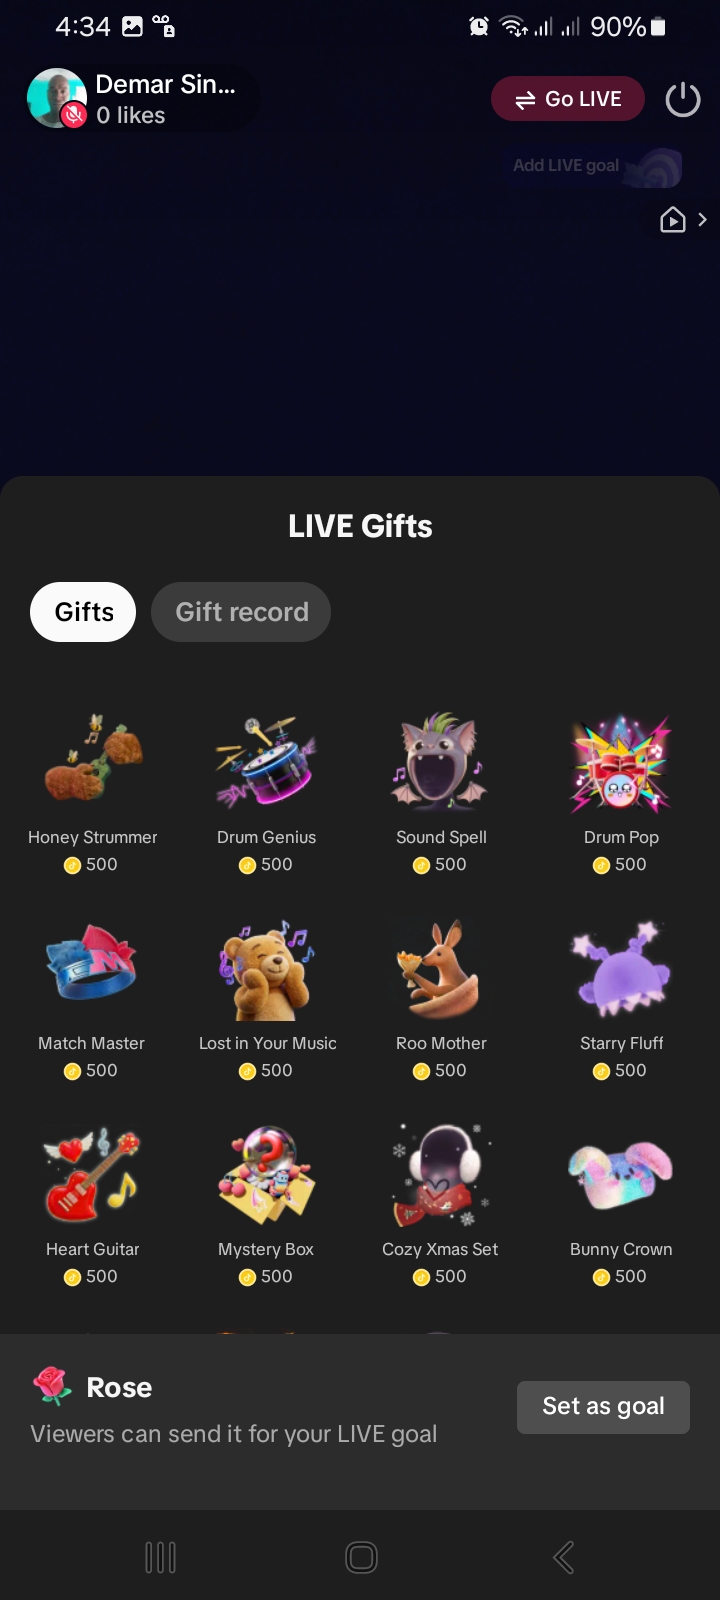 4:34
90%
Demar Sin...
0 likes
Go LIVE
Add LIVE goal
LIVE Gifts
Gifts
Gift record
Honey Strummer
500
Drum Genius
500
Sound Spell
500
Drum Pop
500
Match Master
500
Lost in Your Music
500
Roo Mother
500
Starry Fluff
500
Heart Guitar
500
Mystery Box
500
Cozy Xmas Set
500
Bunny Crown
500
Rose
Viewers can send it for your LIVE goal
Set as goal